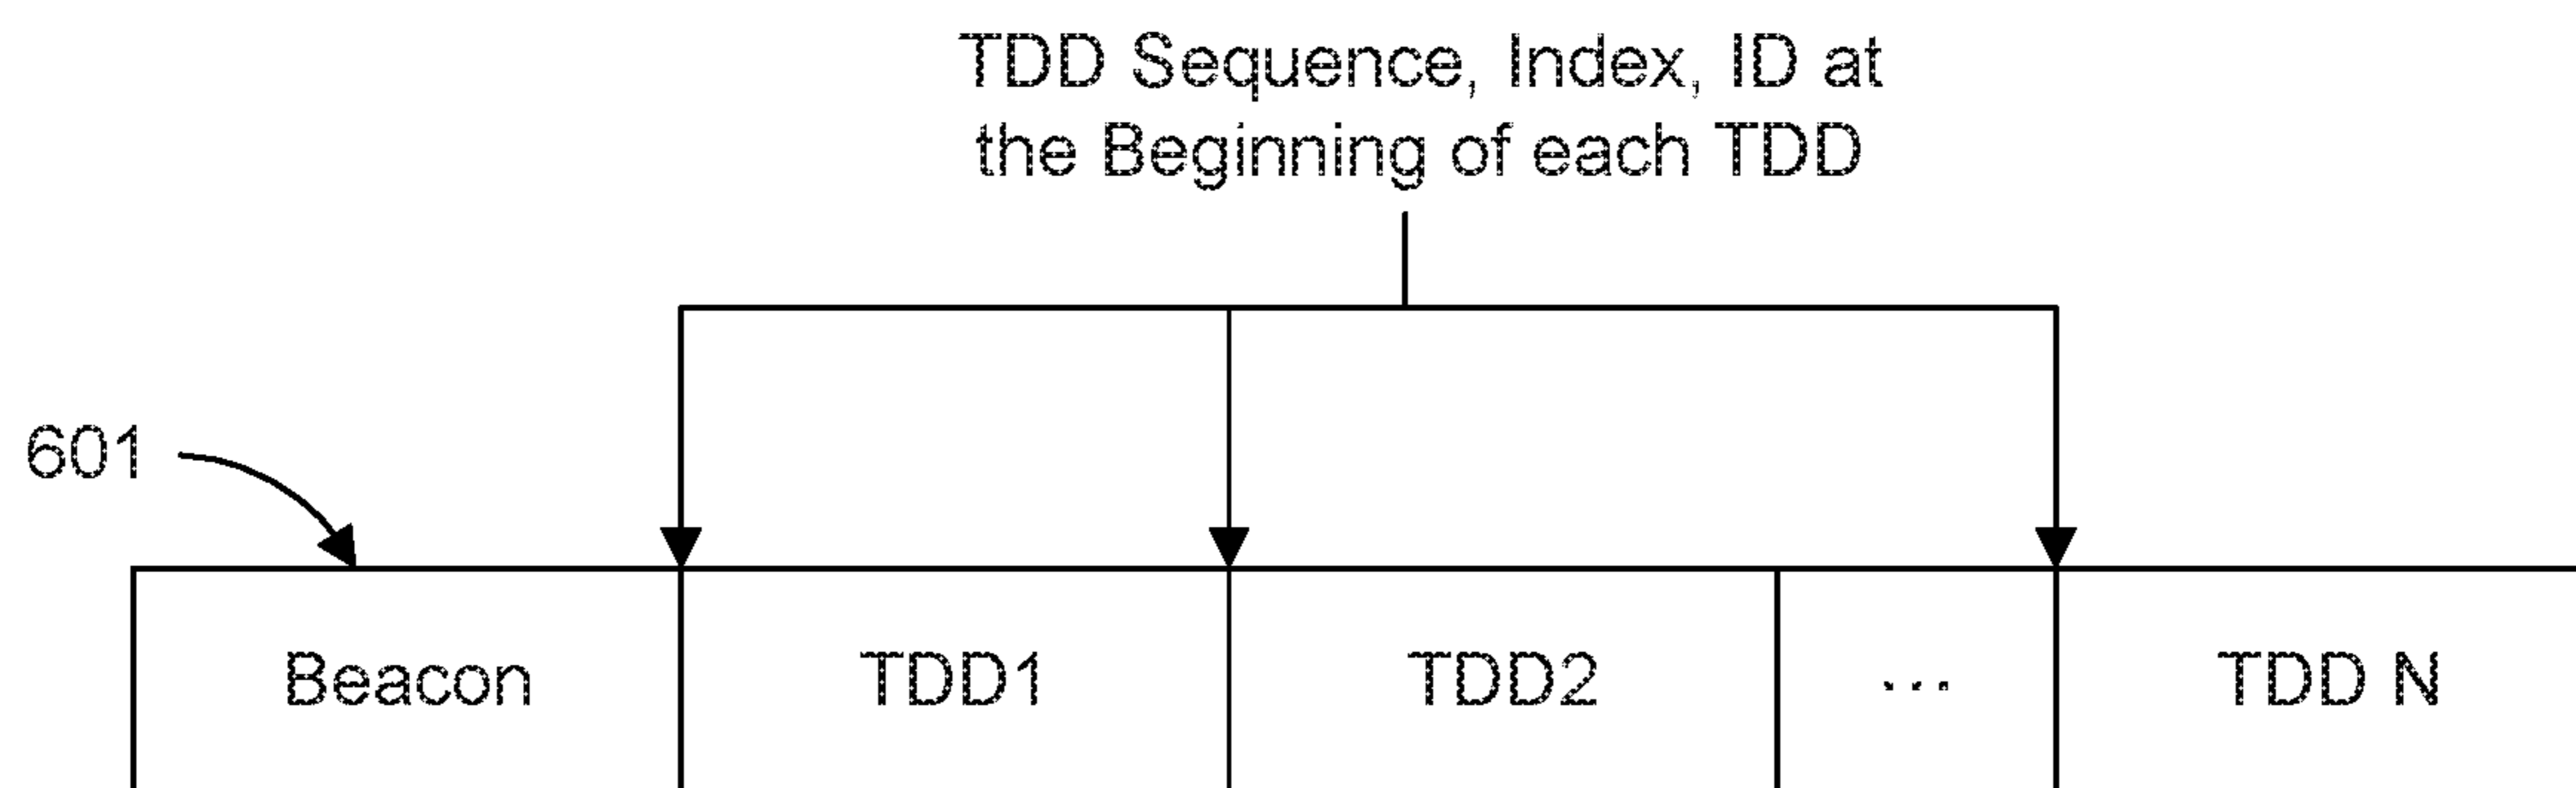 TDD Sequence, Index, ID at
the Beginning of each TDD
601
Beacon TDD1 TDD2 ... TDD N